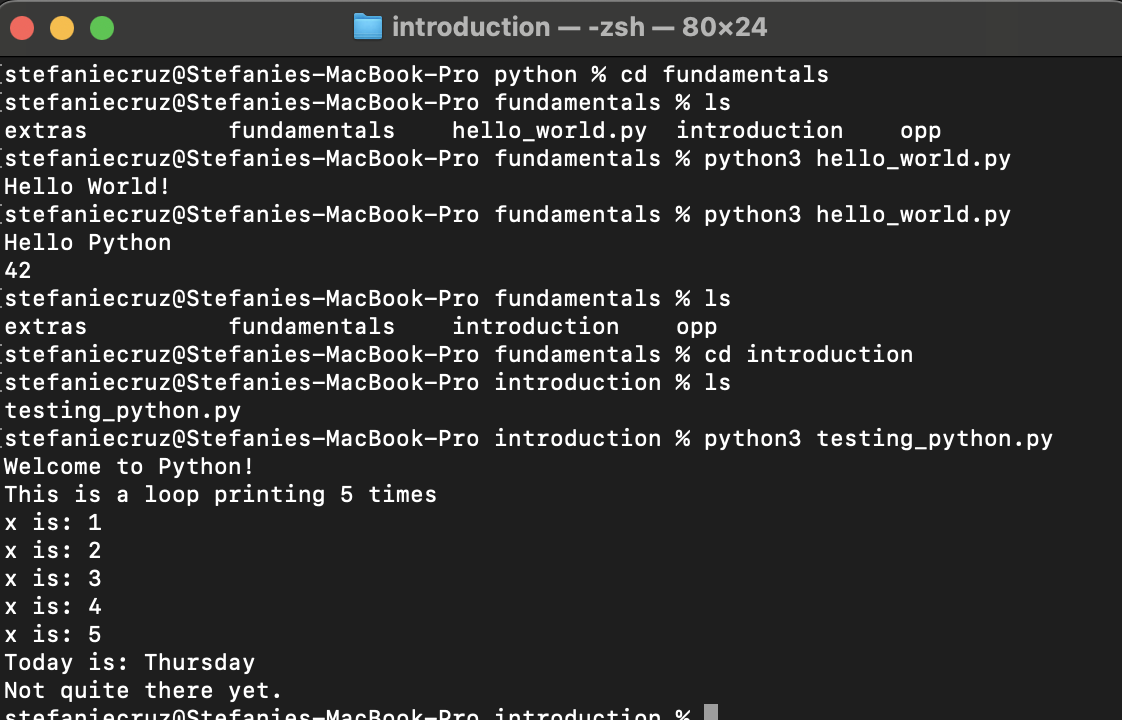 introduction — -zsh — 80×24
[stefaniecruz@Stefanies-MacBook-Pro python % cd fundamentals
[stefaniecruz@Stefanies-MacBook-Pro fundamentals % ls
extras fundamentals hello_world.py introduction opp
[stefaniecruz@Stefanies-MacBook-Pro fundamentals % python3 hello_world.py
Hello World!
[stefaniecruz@Stefanies-MacBook-Pro fundamentals % python3 hello_world.py
Hello Python
42
[stefaniecruz@Stefanies-MacBook-Pro fundamentals % ls
extras fundamentals introduction opp
[stefaniecruz@Stefanies-MacBook-Pro fundamentals % cd introduction
[stefaniecruz@Stefanies-MacBook-Pro introduction % ls
testing_python.py
[stefaniecruz@Stefanies-MacBook-Pro introduction % python3 testing_python.py
Welcome to Python!
This is a loop printing 5 times
x is: 1
x is: 2
x is: 3
x is: 4
x is: 5
Today is: Thursday
Not quite there yet.
stefaniecruz@Stefanies-MacBook-Pro introduction %